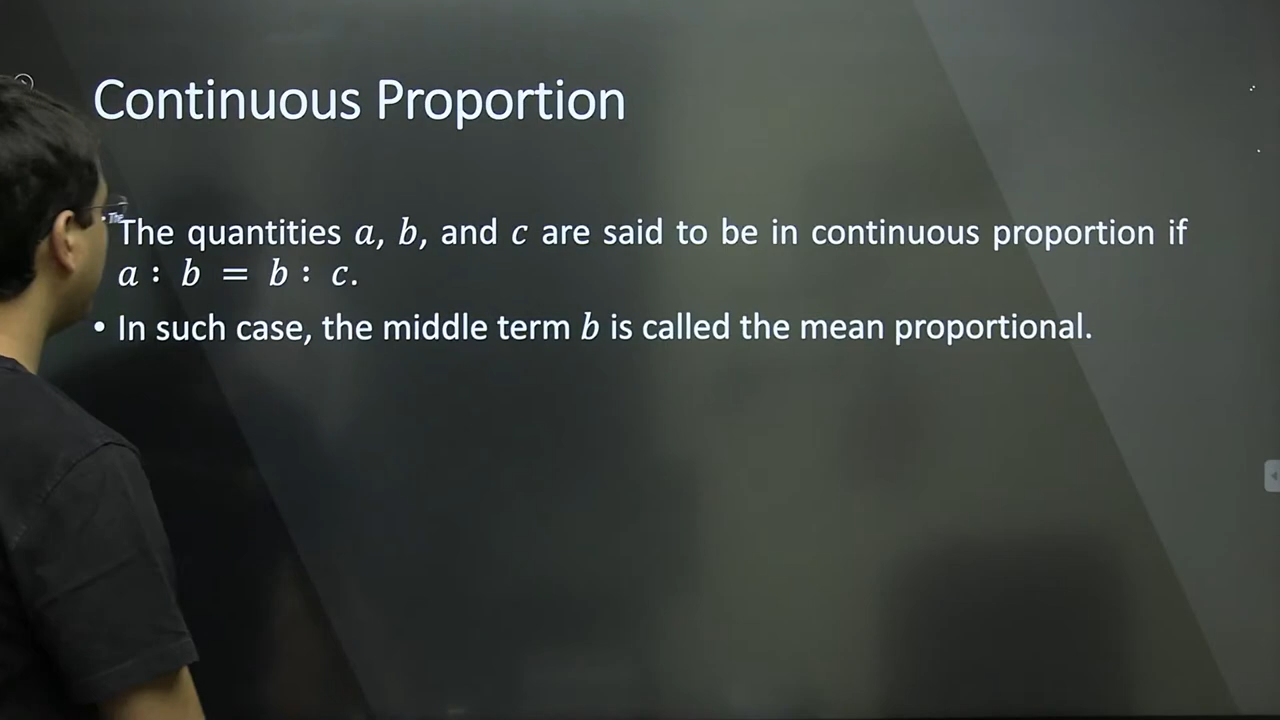 Continuous Proportion
• The
The quantities a, b, and c are said to be in continuous proportion if
a : b = b : c.
• In such case, the middle term b is called the mean proportional.